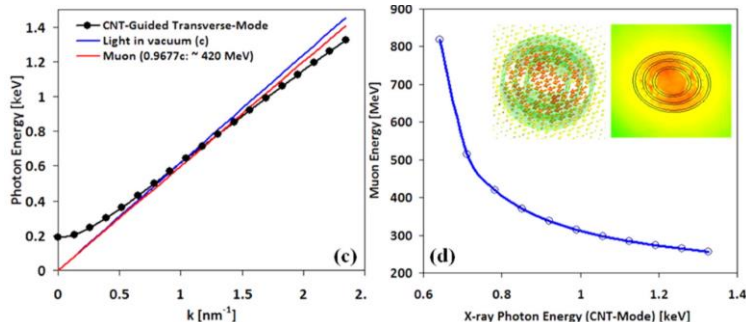 CNT-Guided Transverse-Mode
Light in vacuum (c)
Muon (0.9677c: ~ 420 MeV)
Photon Energy [keV]
1.4
1.2
1.0
0.8
0.6
0.4
0.2
0
0
0.5
1
1.5
2.
k [nm⁻¹]
(c)
Muon Energy [MeV]
900
800
700
600
500
400
300
200
0.6
0.8
1
1.2
1.4
X-ray Photon Energy (CNT-Mode) [keV]
(d)